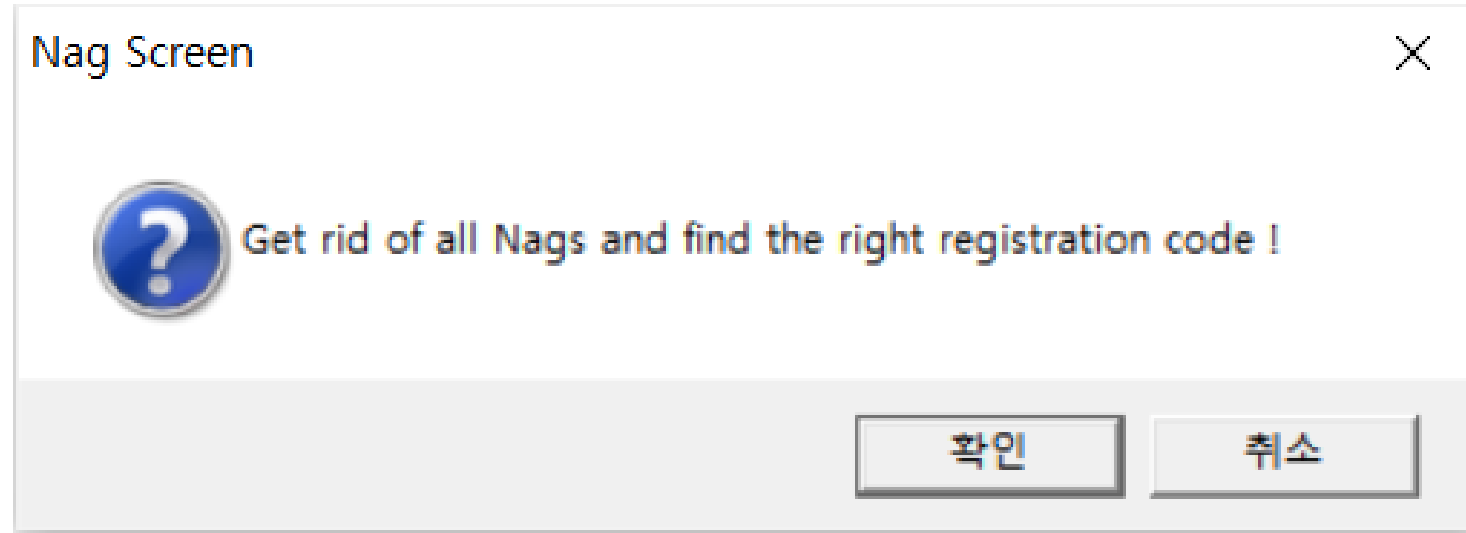 Nag Screen
Get rid of all Nags and find the right registration code !
확인
취소